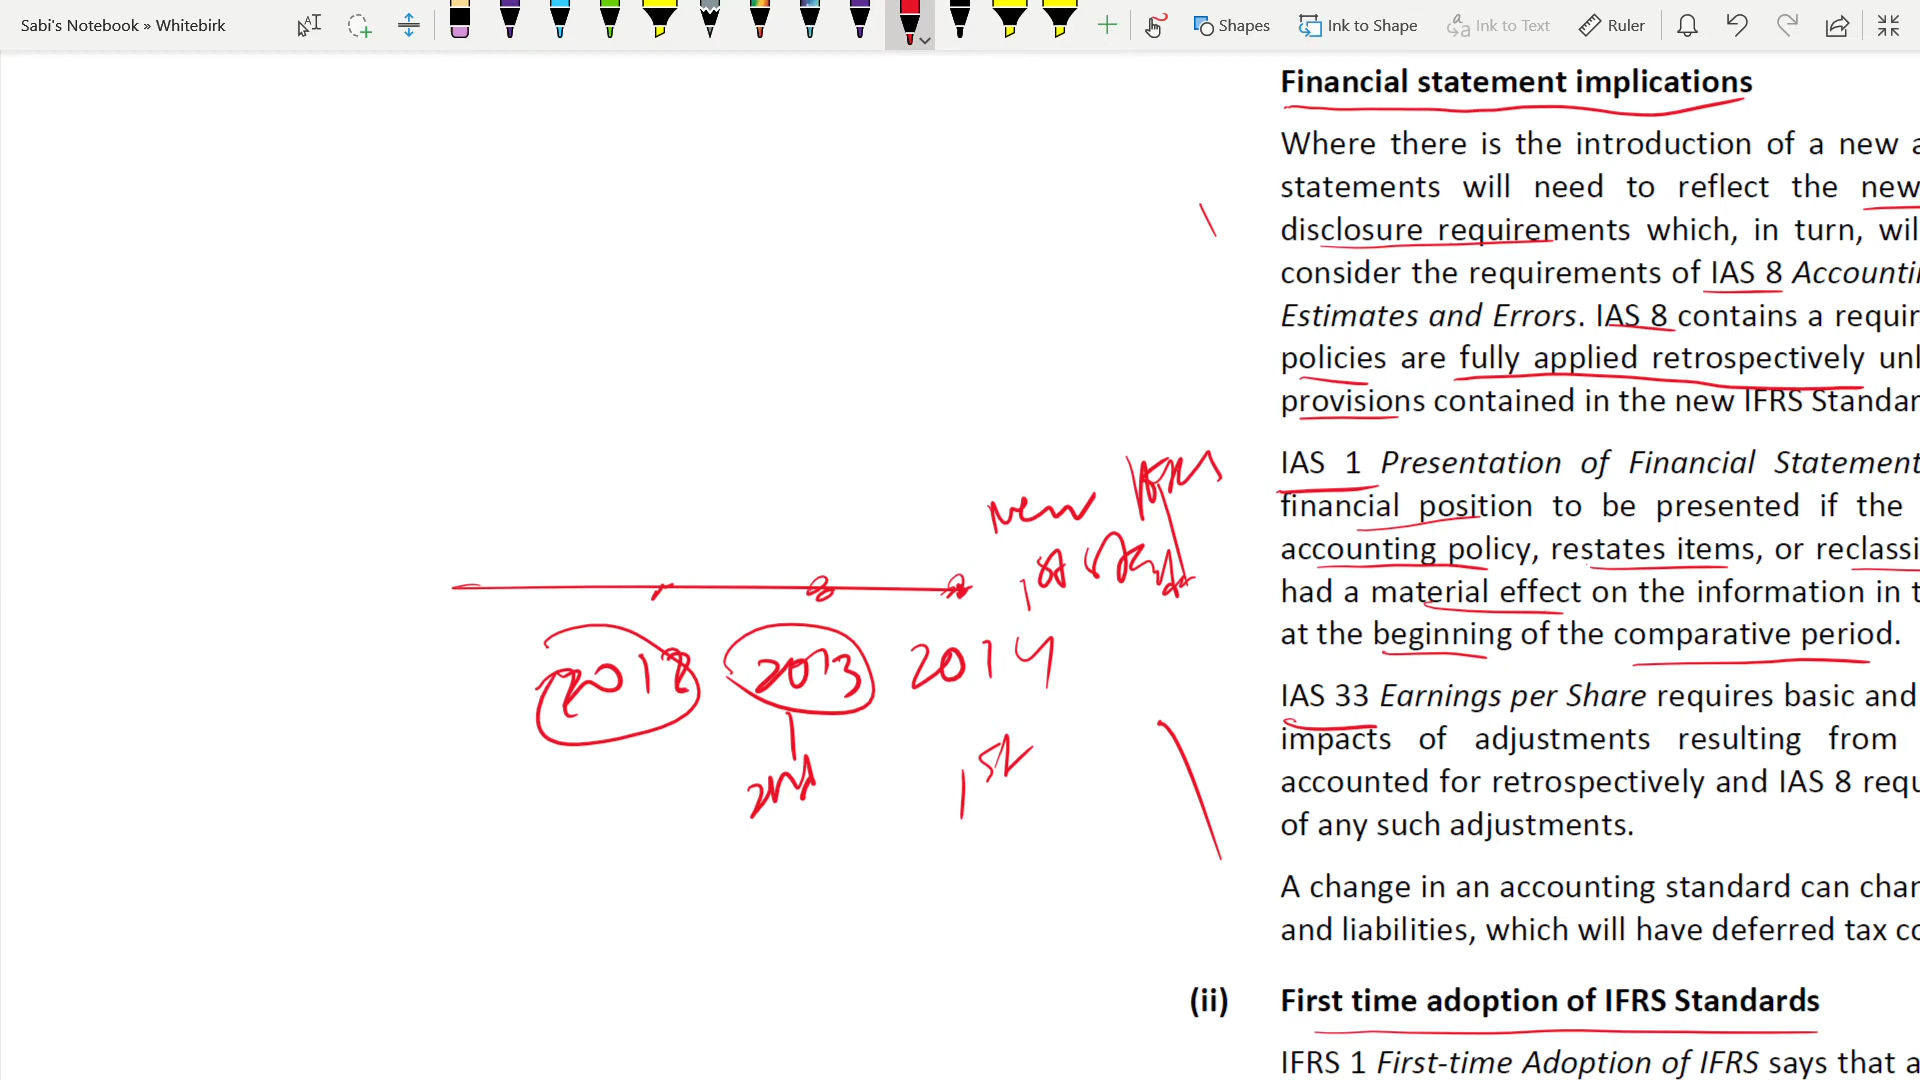 Sabi's Notebook » Whitebirk
Shapes
Ink to Shape
Ink to Text
Ruler
Financial statement implications
Where there is the introduction of a new a
statements will need to reflect the new
disclosure requirements which, in turn, wil
consider the requirements of IAS 8 Accounti
Estimates and Errors. IAS 8 contains a requir
policies are fully applied retrospectively unl
provisions contained in the new IFRS Standar
New IFRS
IAS 1 Presentation of Financial Statement
financial position to be presented if the
1st
accounting policy, restates items, or reclassi
had a material effect on the information in t
at the beginning of the comparative period.
2012 2013 2014
IAS 33 Earnings per Share requires basic and
impacts of adjustments resulting from
2nd 1st
accounted for retrospectively and IAS 8 requ
of any such adjustments.
A change in an accounting standard can chan
and liabilities, which will have deferred tax co
(ii) First time adoption of IFRS Standards
IFRS 1 First-time Adoption of IFRS says that a